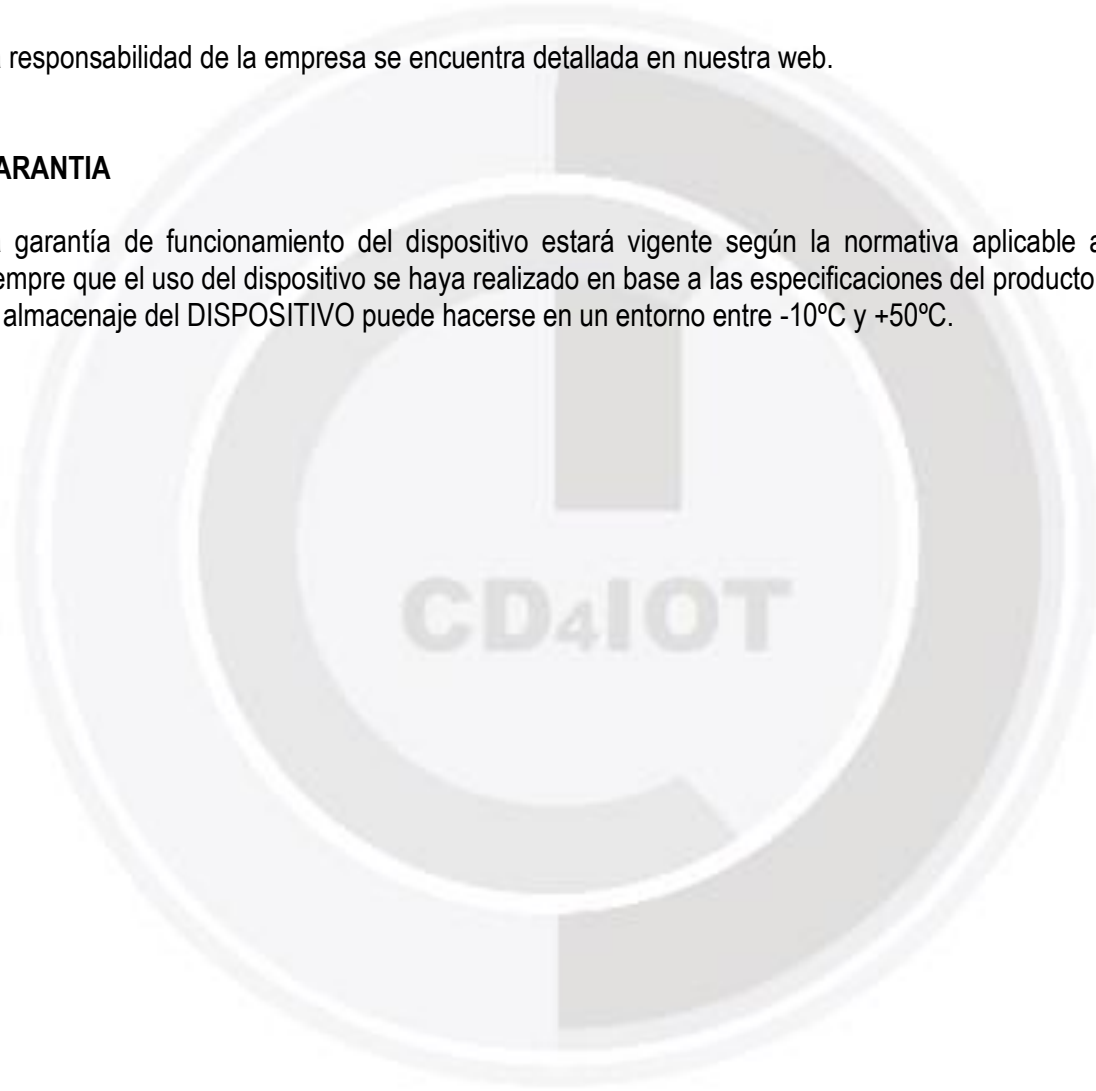 responsabilidad de la empresa se encuentra detallada en nuestra web.
ARANTIA
garantía de funcionamiento del dispositivo estará vigente según la normativa aplicable a
empre que el uso del dispositivo se haya realizado en base a las especificaciones del producto
almacenaje del DISPOSITIVO puede hacerse en un entorno entre -10ºC y +50ºC.
CD4IOT